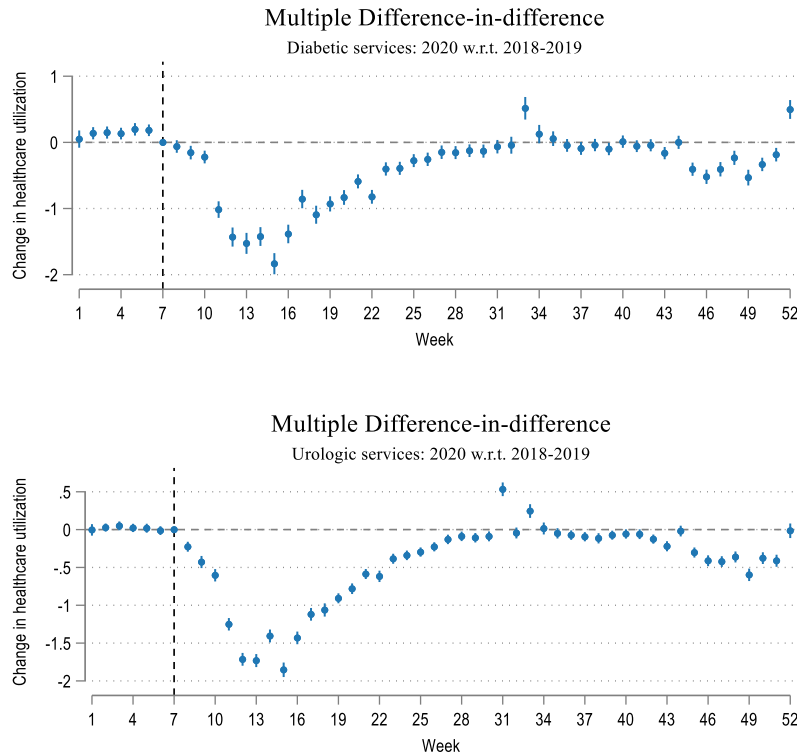 Multiple Difference-in-difference
Diabetic services: 2020 w.r.t. 2018-2019
Change in healthcare utilization
1
0
-1
-2
1 4 7 10 13 16 19 22 25 28 31 34 37 40 43 46 49 52
Week
Multiple Difference-in-difference
Urologic services: 2020 w.r.t. 2018-2019
Change in healthcare utilization
.5
0
-.5
-1
-1.5
-2
1 4 7 10 13 16 19 22 25 28 31 34 37 40 43 46 49 52
Week